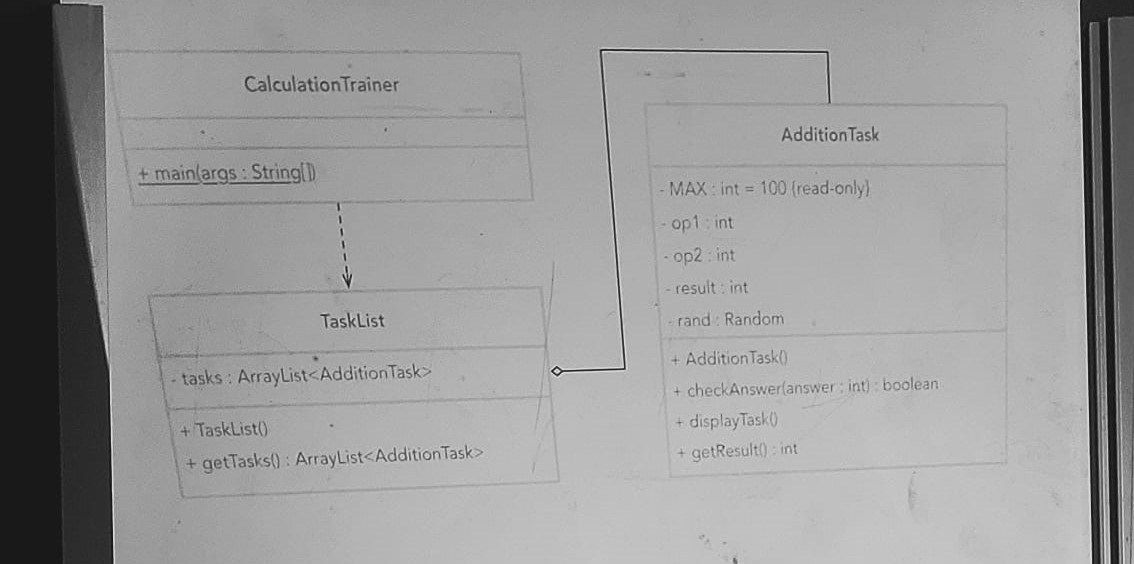 CalculationTrainer
+ main(args : String[])
TaskList
- tasks : ArrayList<AdditionTask>
+ TaskList()
+ getTasks() : ArrayList<AdditionTask>
AdditionTask
- MAX : int = 100 {read-only}
- op1 : int
- op2 : int
- result : int
- rand : Random
+ AdditionTask()
+ checkAnswer(answer : int) : boolean
+ displayTask()
+ getResult() : int